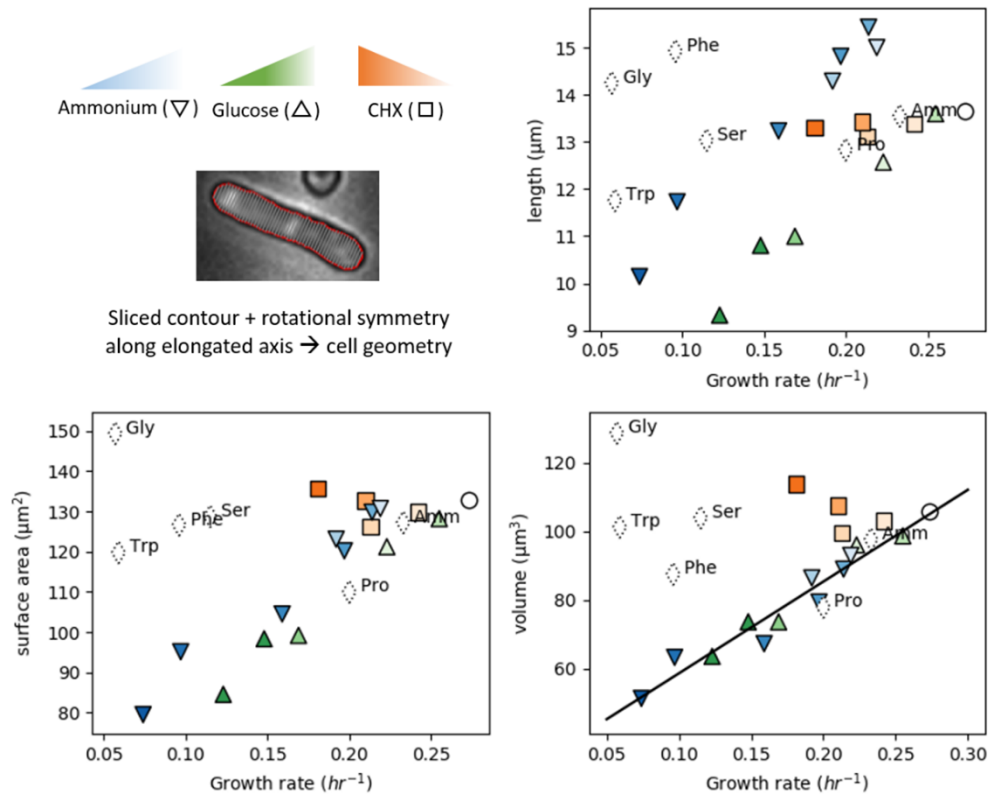 Ammonium (▽) Glucose (△) CHX (□)
Sliced contour + rotational symmetry
along elongated axis → cell geometry
length (μm)
15
14
13
12
11
10
9
Phe
Gly
Amm
Ser
Pro
Trp
0.05 0.10 0.15 0.20 0.25
Growth rate (hr⁻¹)
surface area (μm²)
150
140
130
120
110
100
90
80
Gly
Ser
Phe
Amm
Trp
Pro
0.05 0.10 0.15 0.20 0.25
Growth rate (hr⁻¹)
volume (μm³)
120
100
80
60
Gly
Ser
Trp
Amm
Phe
Pro
0.05 0.10 0.15 0.20 0.25 0.30
Growth rate (hr⁻¹)